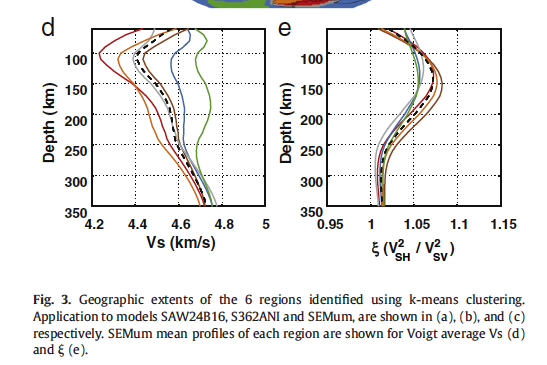 d
e
100
150
200
250
300
350
Depth (km)
4.2 4.4 4.6 4.8 5
Vs (km/s)
100
150
200
250
300
350
Depth (km)
0.95 1 1.05 1.1 1.15
ξ (V²SH / V²SV)
Fig. 3. Geographic extents of the 6 regions identified using k-means clustering.
Application to models SAW24B16, S362ANI and SEMum, are shown in (a), (b), and (c)
respectively. SEMum mean profiles of each region are shown for Voigt average Vs (d)
and ξ (e).